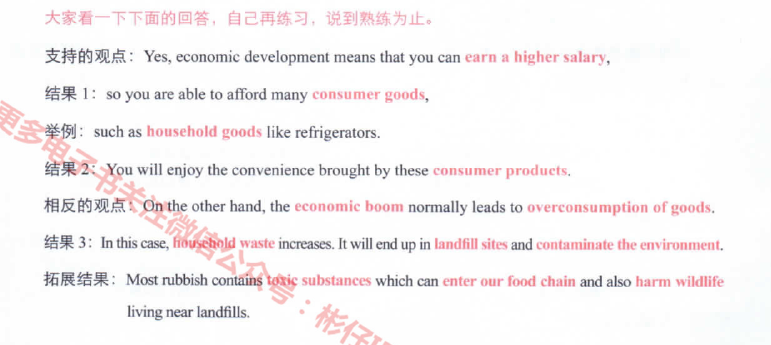 大家看一下下面的回答，自己再练习，说到熟练为止。
支持的观点：Yes, economic development means that you can earn a higher salary,
结果 1：so you are able to afford many consumer goods,
举例：such as household goods like refrigerators.
结果 2：You will enjoy the convenience brought by these consumer products.
相反的观点：On the other hand, the economic boom normally leads to overconsumption of goods.
结果 3：In this case, household waste increases. It will end up in landfill sites and contaminate the environment.
拓展结果：Most rubbish contains toxic substances which can enter our food chain and also harm wildlife
living near landfills.
更多电子书关注微信公众号：彬仔